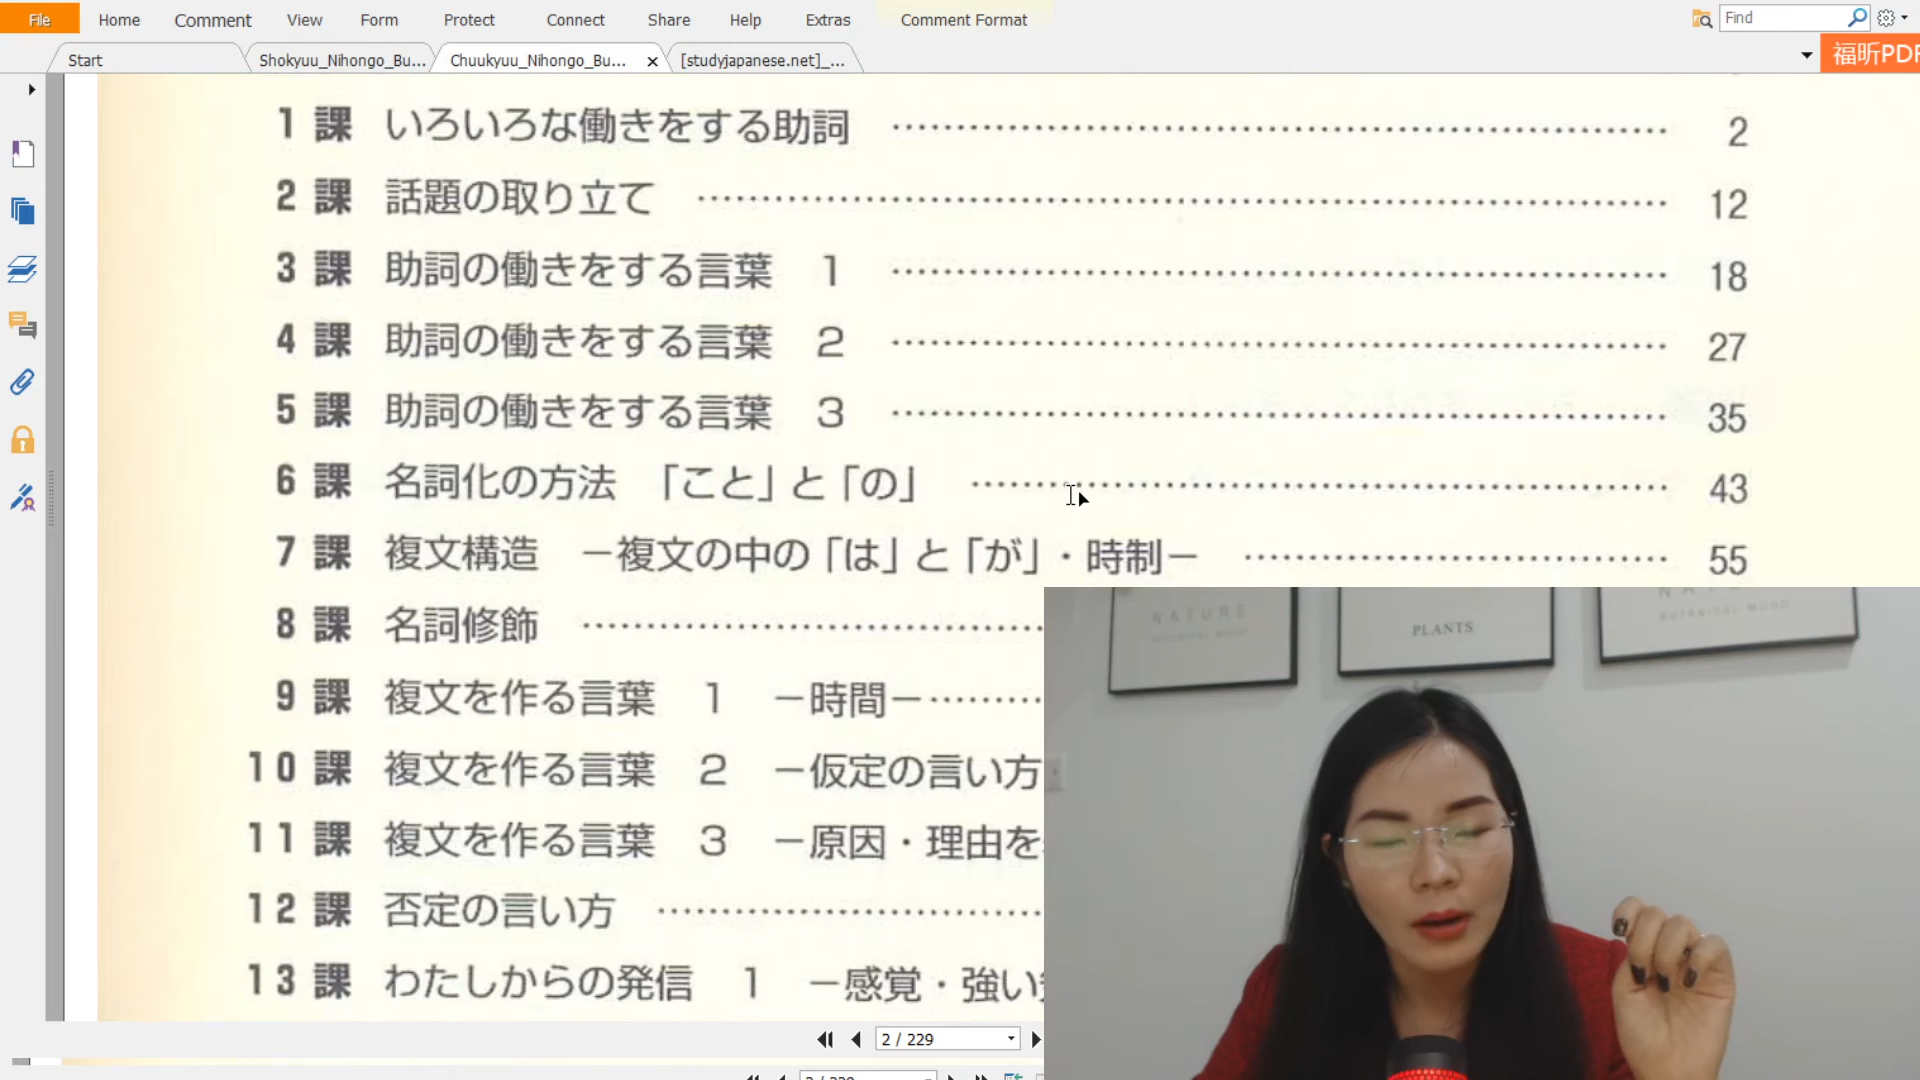 File Home Comment View Form Protect Connect Share Help Extras Comment Format Find
Start Shokyuu_Nihongo_Bu... Chuukyuu_Nihongo_Bu... [studyjapanese.net]_... 福昕PDF
1 課 いろいろな働きをする助詞 2
2 課 話題の取り立て 12
3 課 助詞の働きをする言葉 1 18
4 課 助詞の働きをする言葉 2 27
5 課 助詞の働きをする言葉 3 35
6 課 名詞化の方法 「こと」と「の」 43
7 課 複文構造 －複文の中の「は」と「が」・時制－ 55
8 課 名詞修飾
9 課 複文を作る言葉 1 －時間－
10 課 複文を作る言葉 2 －仮定の言い方
11 課 複文を作る言葉 3 －原因・理由を
12 課 否定の言い方
13 課 わたしからの発信 1 －感覚・強い
2 / 229
NATURE
PLANTS
BOTANICAL MOOD